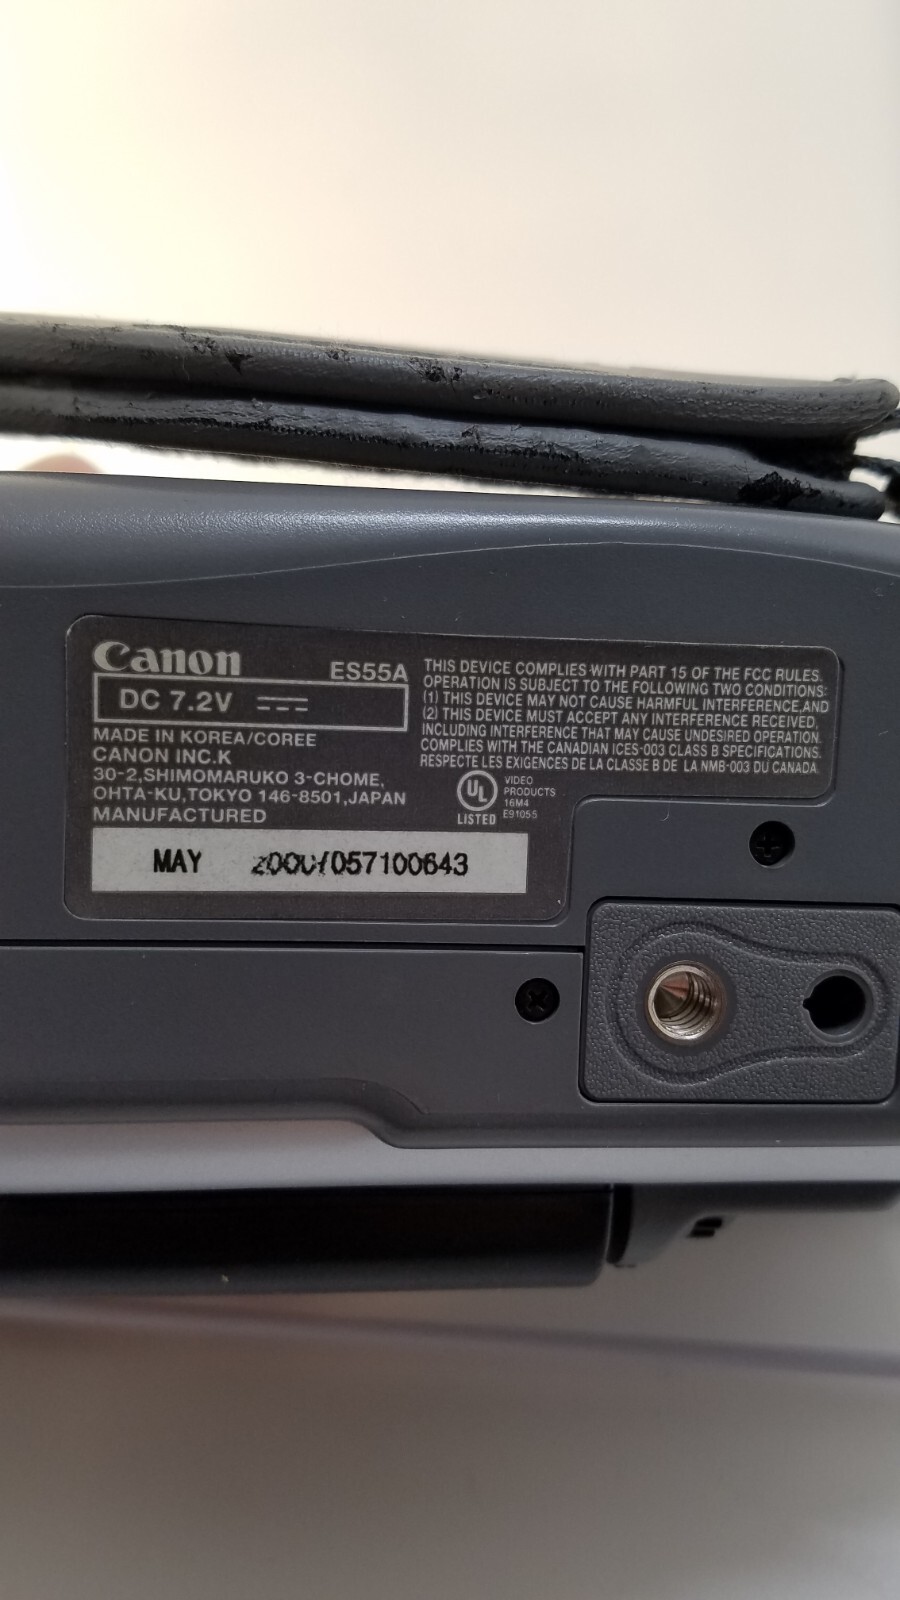 Canon ES55A
DC 7.2V
MADE IN KOREA/COREE
CANON INC.K
30-2,SHIMOMARUKO 3-CHOME,
OHTA-KU,TOKYO 146-8501,JAPAN
MANUFACTURED
MAY 2000/057100643
THIS DEVICE COMPLIES WITH PART 15 OF THE FCC RULES.
OPERATION IS SUBJECT TO THE FOLLOWING TWO CONDITIONS:
(1) THIS DEVICE MAY NOT CAUSE HARMFUL INTERFERENCE,AND
(2) THIS DEVICE MUST ACCEPT ANY INTERFERENCE RECEIVED,
INCLUDING INTERFERENCE THAT MAY CAUSE UNDESIRED OPERATION.
COMPLIES WITH THE CANADIAN ICES-003 CLASS B SPECIFICATIONS.
RESPECTE LES EXIGENCES DE LA CLASSE B DE LA NMB-003 DU CANADA.
UL
LISTED
VIDEO
PRODUCTS
16M4
E91055